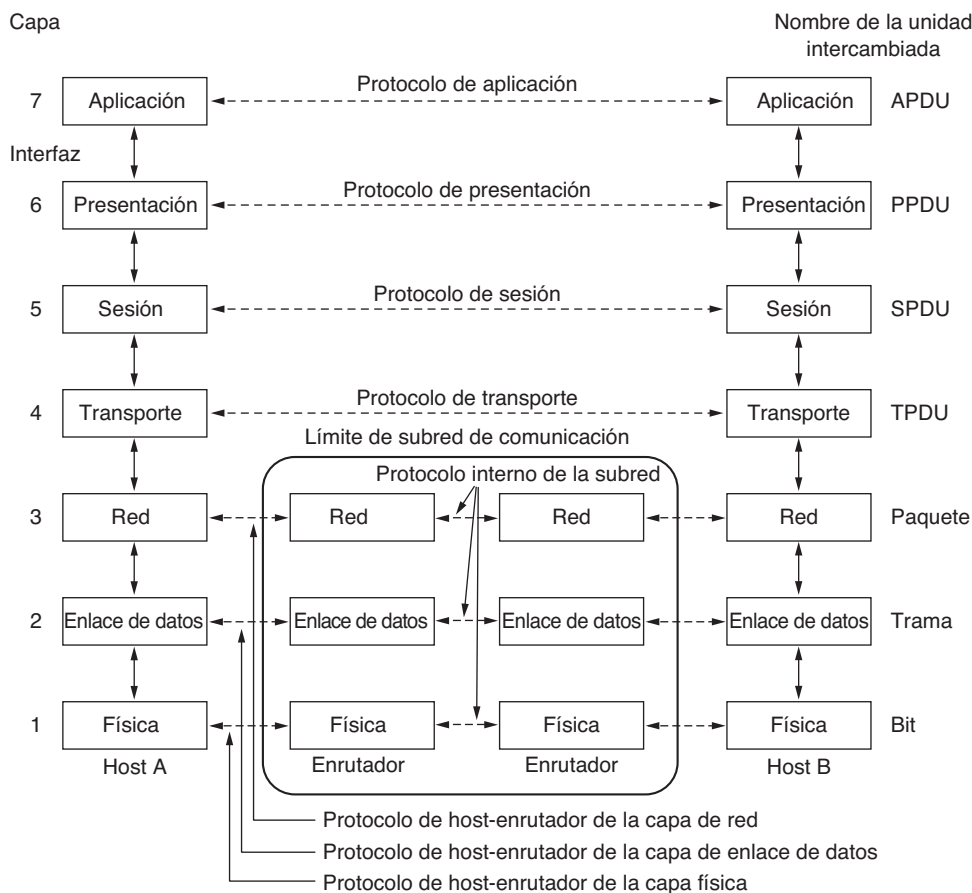 Capa
Nombre de la unidad
intercambiada
7 Aplicación Protocolo de aplicación Aplicación APDU
Interfaz
6 Presentación Protocolo de presentación Presentación PPDU
5 Sesión Protocolo de sesión Sesión SPDU
4 Transporte Protocolo de transporte Transporte TPDU
Límite de subred de comunicación
Protocolo interno de la subred
3 Red Red Red Red Paquete
2 Enlace de datos Enlace de datos Enlace de datos Enlace de datos Trama
1 Física Física Física Física Bit
Host A Enrutador Enrutador Host B
Protocolo de host-enrutador de la capa de red
Protocolo de host-enrutador de la capa de enlace de datos
Protocolo de host-enrutador de la capa física